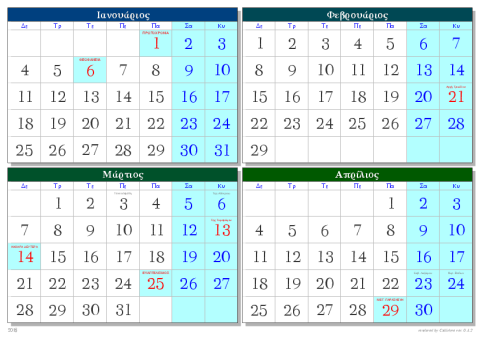 Ιανουάριος
Δε Τρ Τε Πε Πα Σα Κυ
ΠΡΩΤΟΧΡΟΝΙΑ
1 2 3
4 5 6 7 8 9 10
11 12 13 14 15 16 17
18 19 20 21 22 23 24
25 26 27 28 29 30 31
Φεβρουάριος
Δε Τρ Τε Πε Πα Σα Κυ
1 2 3 4 5 6 7
8 9 10 11 12 13 14
15 16 17 18 19 20 21
22 23 24 25 26 27 28
29
Μάρτιος
Δε Τρ Τε Πε Πα Σα Κυ
1 2 3 4 5 6
7 8 9 10 11 12 13
ΚΑΘΑΡΑ ΔΕΥΤΕΡΑ
14 15 16 17 18 19 20
ΕΥΑΓΓΕΛΙΣΜΟΣ
21 22 23 24 25 26 27
28 29 30 31
Απρίλιος
Δε Τρ Τε Πε Πα Σα Κυ
1 2 3
4 5 6 7 8 9 10
11 12 13 14 15 16 17
18 19 20 21 22 23 24
ΜΕΓ. ΠΑΡΑΣΚΕΥΗ
25 26 27 28 29 30
2016